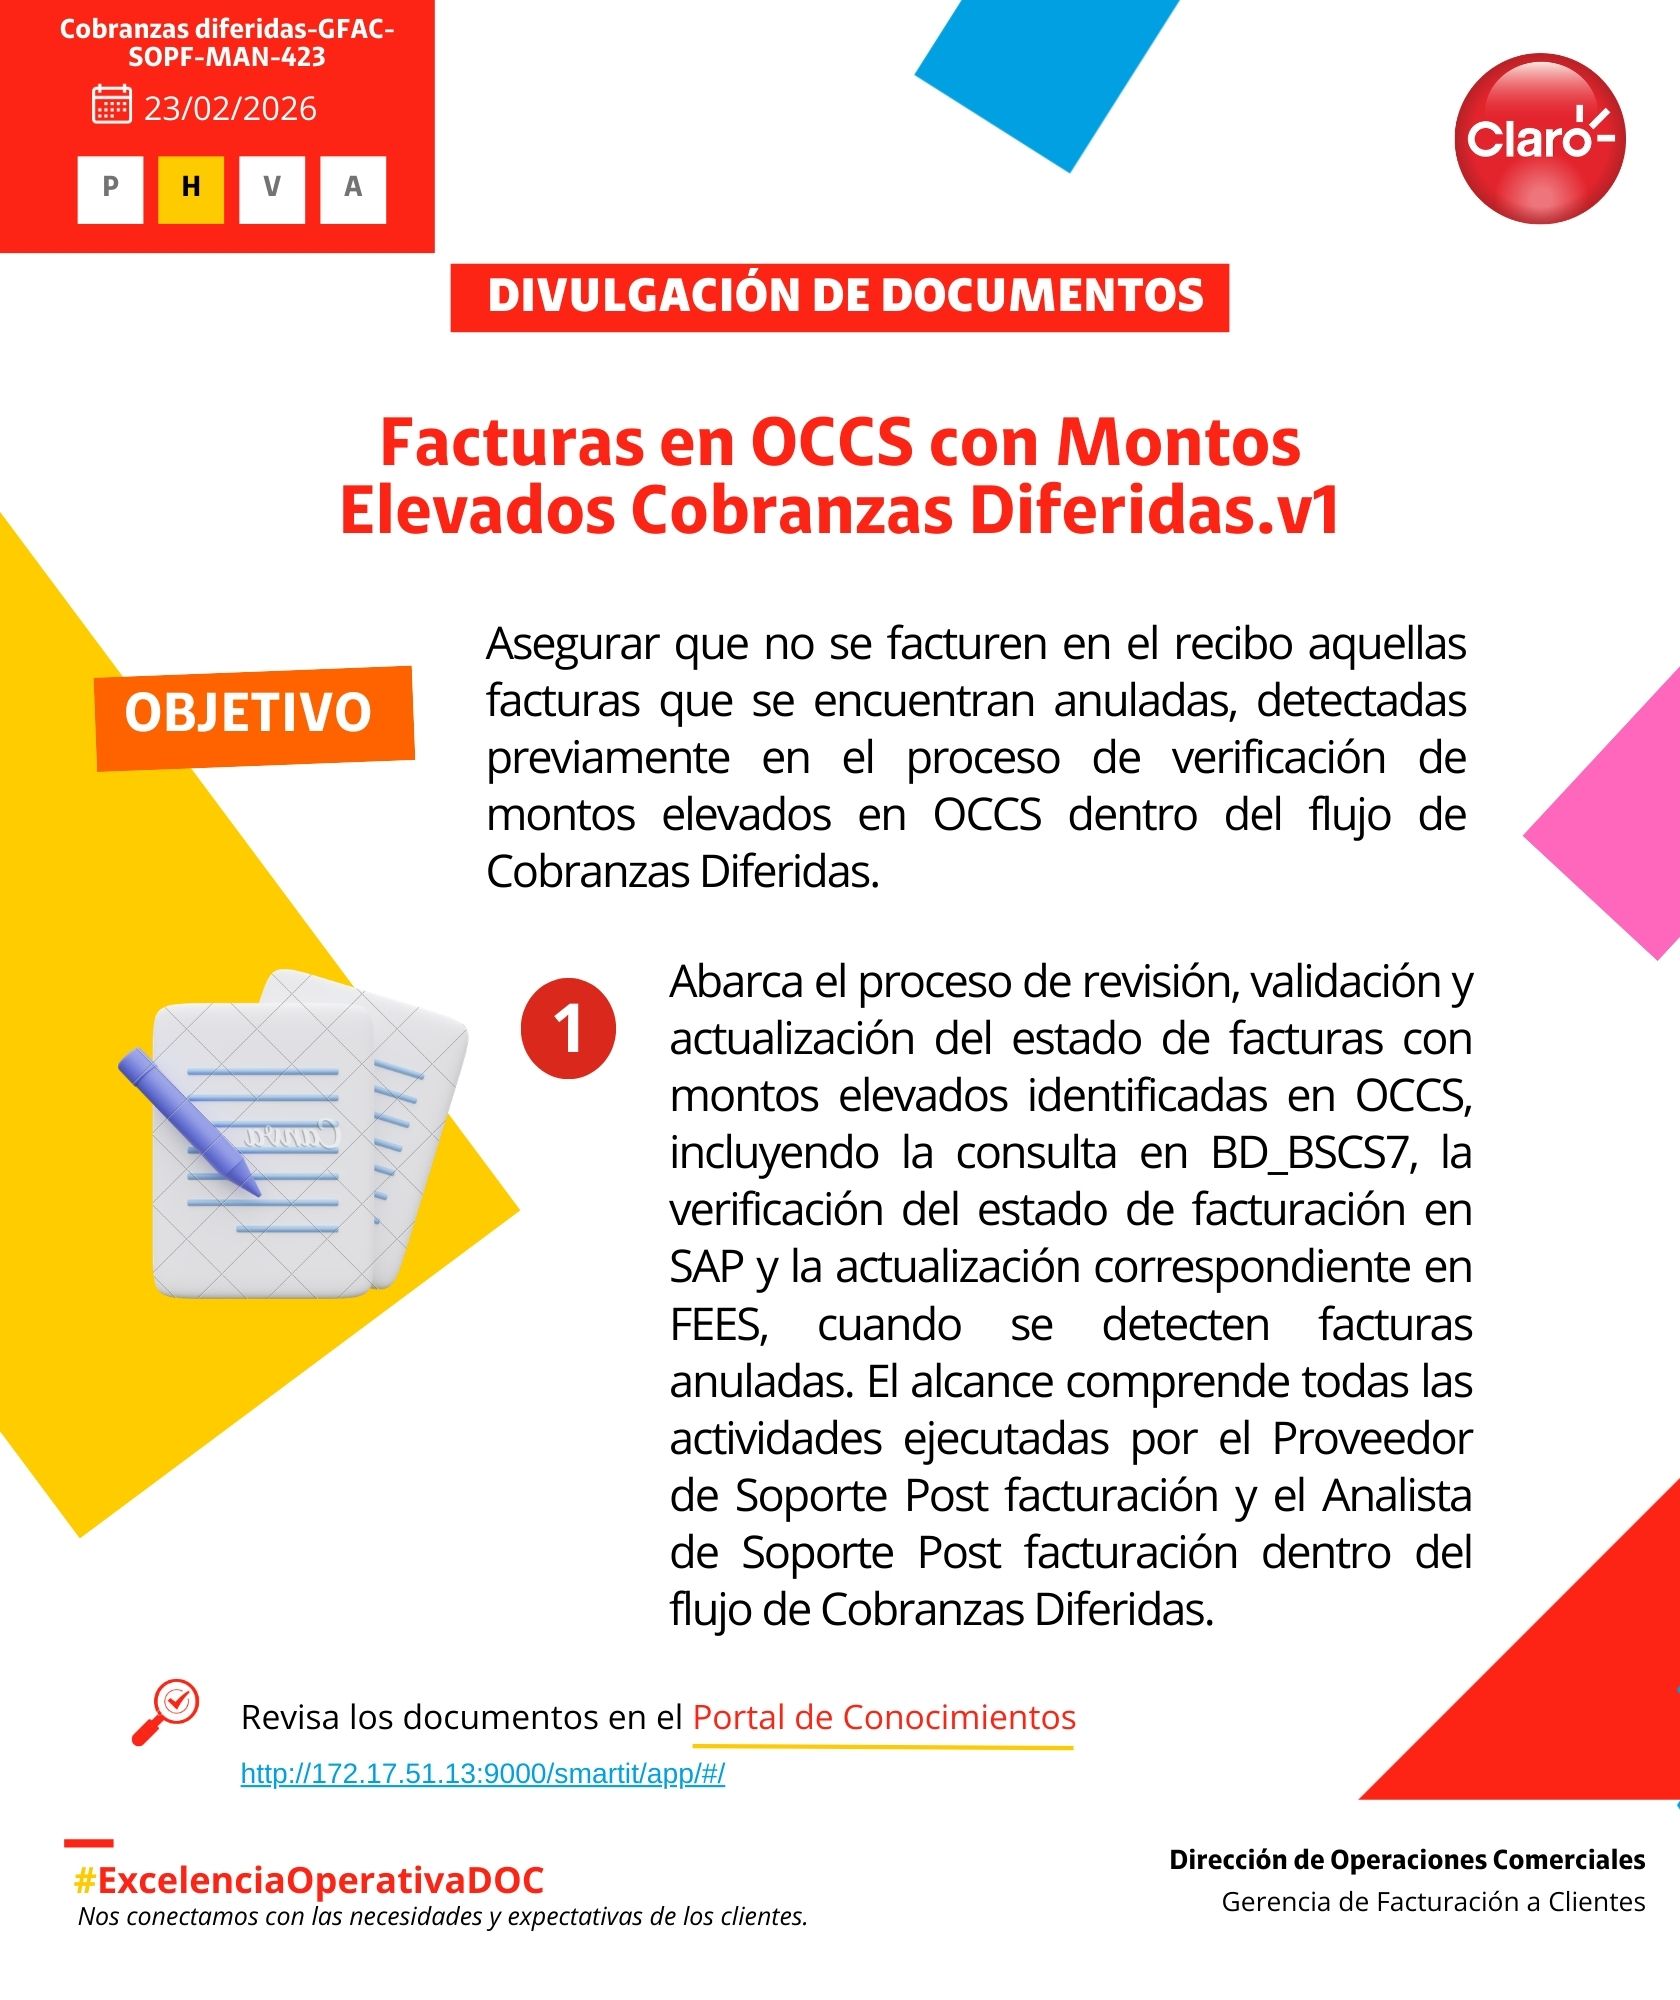 Cobranzas diferidas-GFAC-
SOPF-MAN-423
23/02/2026
P H V A
Claro
DIVULGACIÓN DE DOCUMENTOS
Facturas en OCCS con Montos
Elevados Cobranzas Diferidas.v1
OBJETIVO
Asegurar que no se facturen en el recibo aquellas
facturas que se encuentran anuladas, detectadas
previamente en el proceso de verificación de
montos elevados en OCCS dentro del flujo de
Cobranzas Diferidas.
1
Abarca el proceso de revisión, validación y
actualización del estado de facturas con
montos elevados identificadas en OCCS,
incluyendo la consulta en BD_BSCS7, la
verificación del estado de facturación en
SAP y la actualización correspondiente en
FEES, cuando se detecten facturas
anuladas. El alcance comprende todas las
actividades ejecutadas por el Proveedor
de Soporte Post facturación y el Analista
de Soporte Post facturación dentro del
flujo de Cobranzas Diferidas.
Canva
Revisa los documentos en el Portal de Conocimientos
http://172.17.51.13:9000/smartit/app/#/
#ExcelenciaOperativaDOC
Nos conectamos con las necesidades y expectativas de los clientes.
Dirección de Operaciones Comerciales
Gerencia de Facturación a Clientes